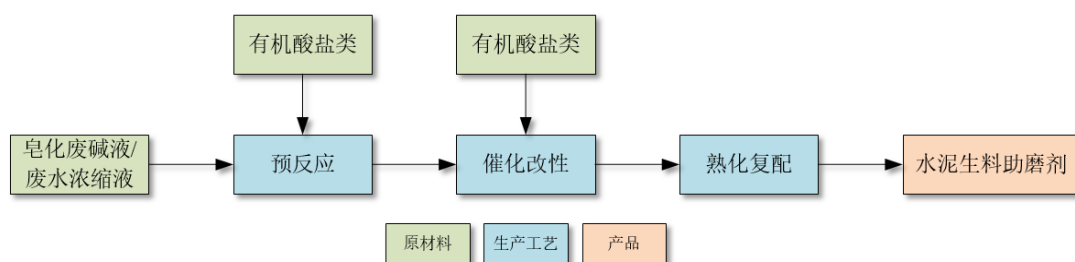 有机酸盐类
有机酸盐类
皂化废碱液/
废水浓缩液
预反应
催化改性
熟化复配
水泥生料助磨剂
原材料
生产工艺
产品